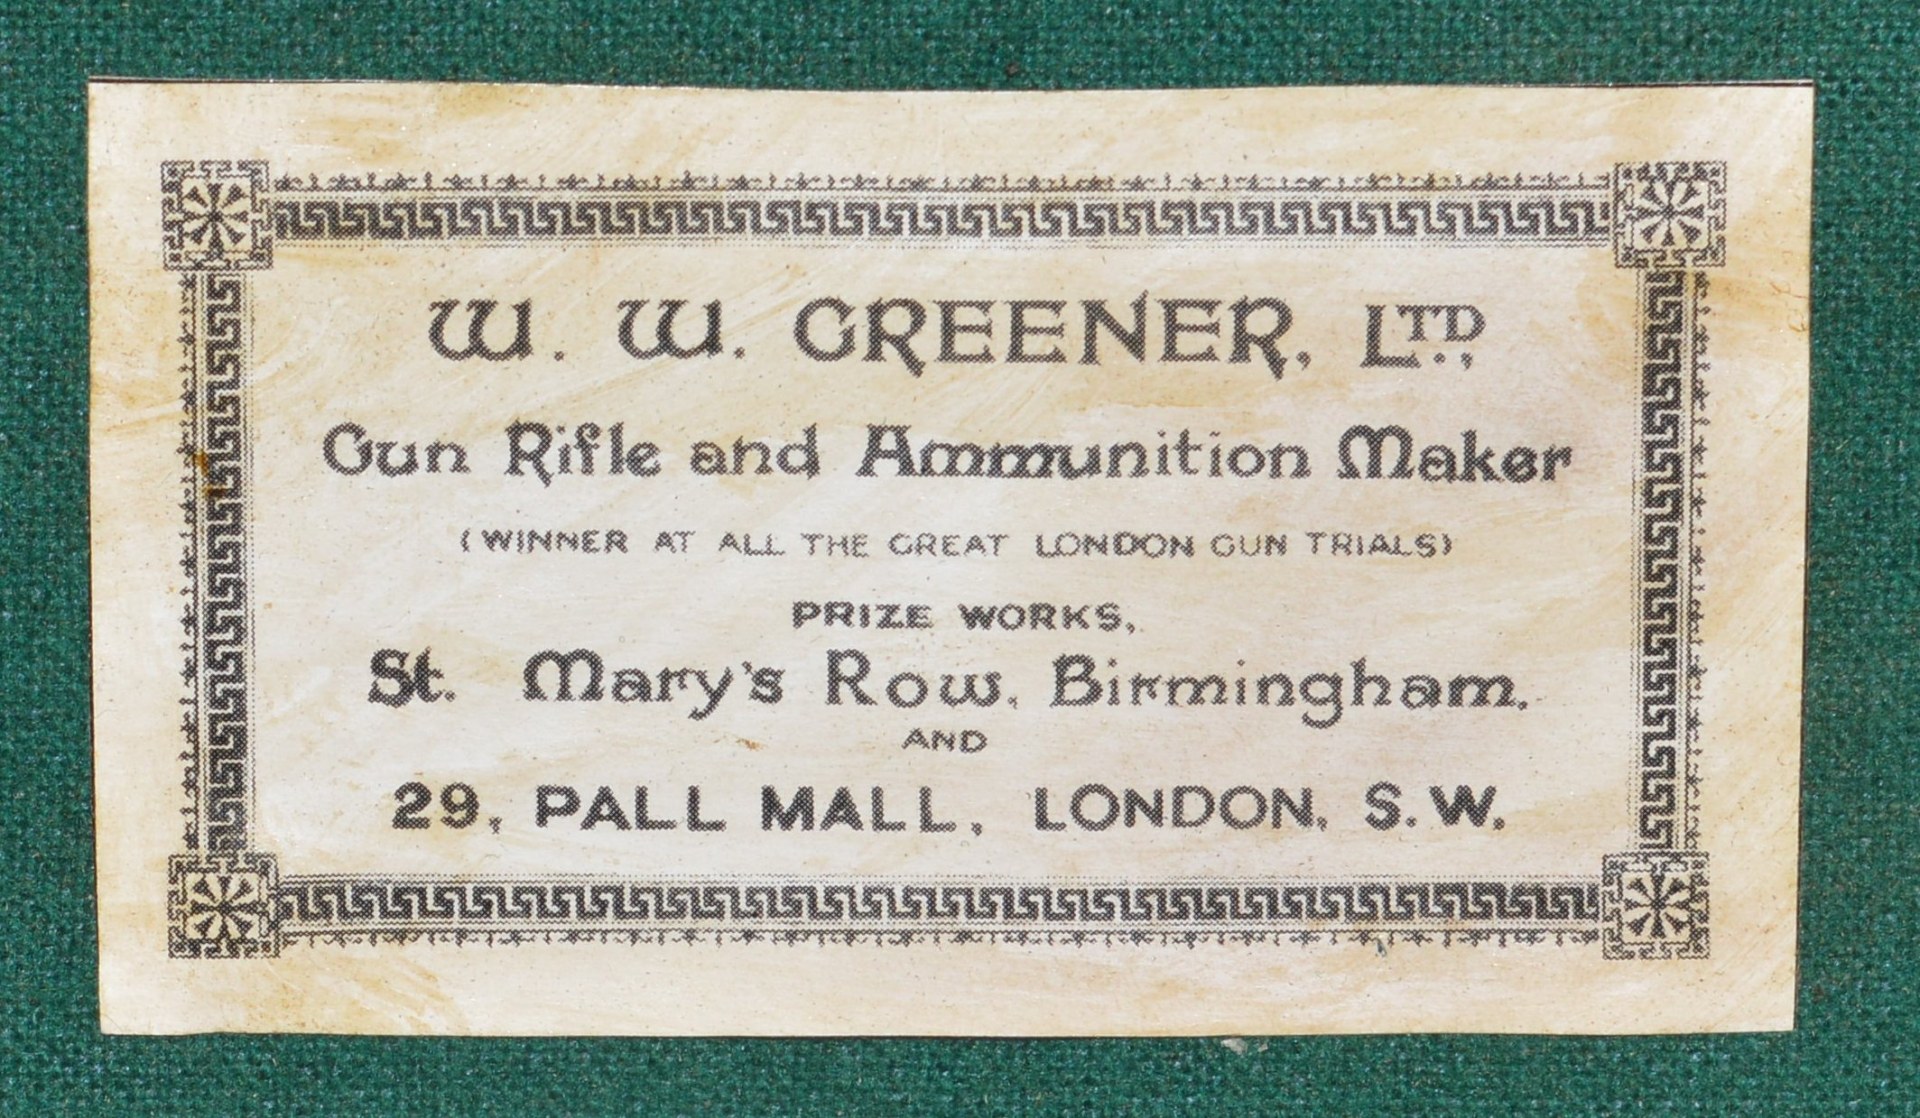 W. W. GREENER, LTD.,
Gun Rifle and Ammunition Maker
(WINNER AT ALL THE GREAT LONDON GUN TRIALS)
PRIZE WORKS,
St. Mary's Row, Birmingham.
AND
29, PALL MALL, LONDON, S.W.